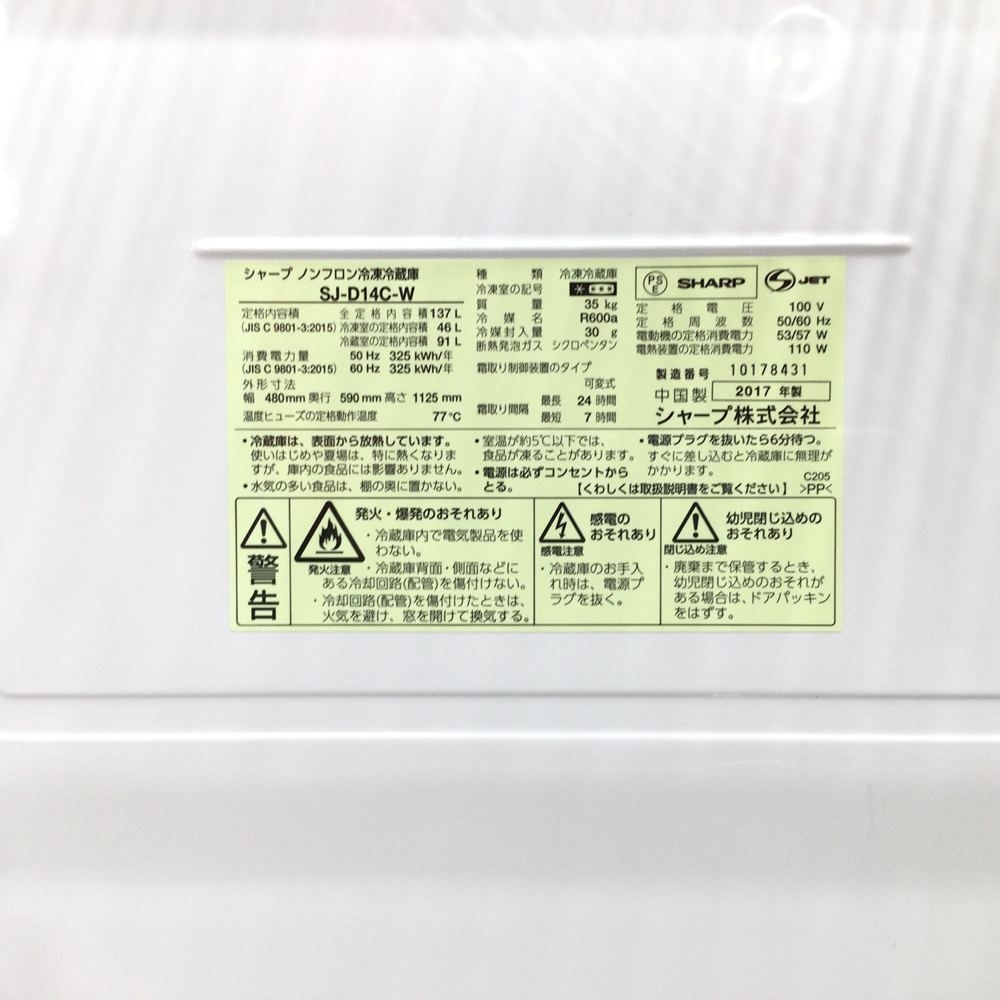 シャープ ノンフロン冷凍冷蔵庫
SJ-D14C-W
定格内容積 全定格内容積 137 L
(JIS C 9801-3:2015) 冷凍室の定格内容積 46 L
冷蔵室の定格内容積 91 L
消費電力量 50 Hz 325 kWh/年
(JIS C 9801-3:2015) 60 Hz 325 kWh/年
外形寸法
幅 480mm 奥行 590mm 高さ 1125 mm
温度ヒューズの定格動作温度 77℃
種類 冷凍冷蔵庫
冷凍室の記号
質量 35 kg
冷媒名 R600a
冷媒封入量 30 g
断熱発泡ガス シクロペンタン
霜取り制御装置のタイプ
可変式
霜取り間隔 最長 24 時間
最短 7 時間
PSE SHARP S JET
定格電圧 100 V
定格周波数 50/60 Hz
電動機の定格消費電力 53/57 W
電熱装置の定格消費電力 110 W
製造番号 10178431
中国製 2017 年製
シャープ株式会社
・冷蔵庫は、表面から放熱しています。
使いはじめや夏場は、特に熱くなりま
すが、庫内の食品には影響ありません。
・水気の多い食品は、棚の奥に置かない。
・室温が約5℃以下では、
食品が凍ることがあります。
・電源は必ずコンセントから
とる。
・電源プラグを抜いたら6分待つ。
すぐに差し込むと冷蔵庫に無理が
かかります。
C205
【くわしくは取扱説明書をご覧ください】 >PP<
警告
発火・爆発のおそれあり
発火注意
・冷蔵庫内で電気製品を使
わない。
・冷蔵庫背面・側面などに
ある冷却回路(配管)を傷付けない。
・冷却回路(配管)を傷付けたときは、
火気を避け、窓を開けて換気する。
感電の
おそれあり
感電注意
・冷蔵庫のお手入
れ時は、電源プ
ラグを抜く。
幼児閉じ込めの
おそれあり
閉じ込め注意
・廃棄まで保管するとき、
幼児閉じ込めのおそれが
ある場合は、ドアパッキン
をはずす。